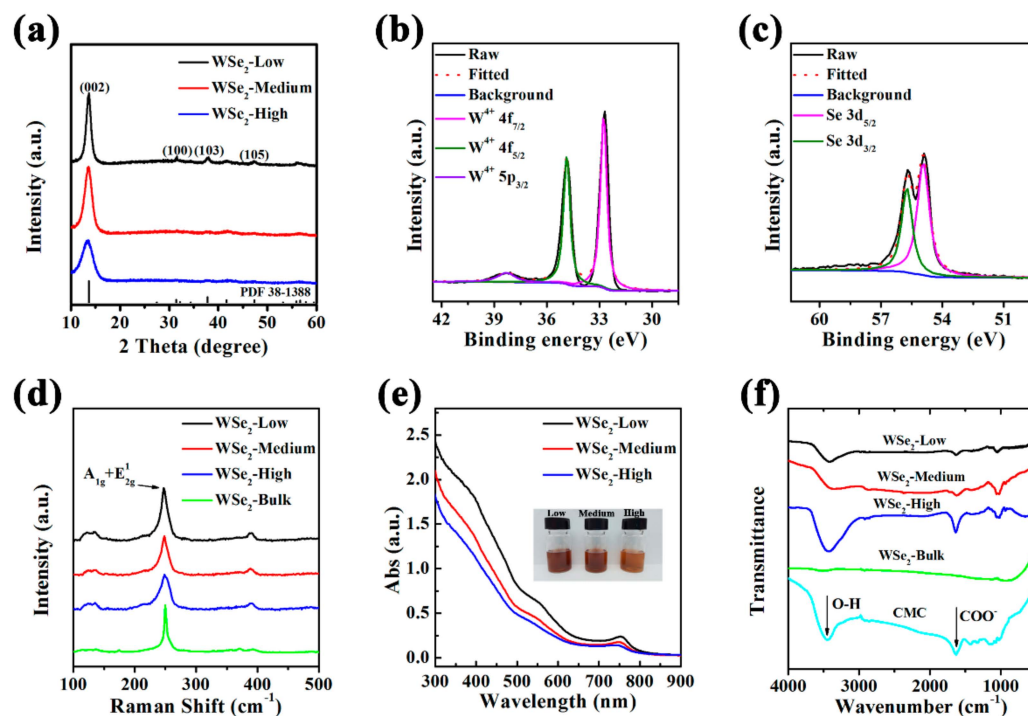 (a)
WSe₂-Low
WSe₂-Medium
WSe₂-High
(002)
(100) (103) (105)
PDF 38-1388
10 20 30 40 50 60
2 Theta (degree)
Intensity (a.u.)
(b)
Raw
Fitted
Background
W⁴⁺ 4f₇/₂
W⁴⁺ 4f₅/₂
W⁴⁺ 5p₃/₂
42 39 36 33 30
Binding energy (eV)
Intensity (a.u.)
(c)
Raw
Fitted
Background
Se 3d₅/₂
Se 3d₃/₂
60 57 54 51
Binding energy (eV)
Intensity (a.u.)
(d)
WSe₂-Low
WSe₂-Medium
WSe₂-High
WSe₂-Bulk
A₁g+E¹₂g
100 200 300 400 500
Raman Shift (cm⁻¹)
Intensity (a.u.)
(e)
WSe₂-Low
WSe₂-Medium
WSe₂-High
Low Medium High
2.5
2.0
1.5
1.0
0.5
0.0
300 400 500 600 700 800 900
Wavelength (nm)
Abs (a.u.)
(f)
WSe₂-Low
WSe₂-Medium
WSe₂-High
WSe₂-Bulk
O-H CMC COO⁻
4000 3000 2000 1000
Wavenumber (cm⁻¹)
Transmittance